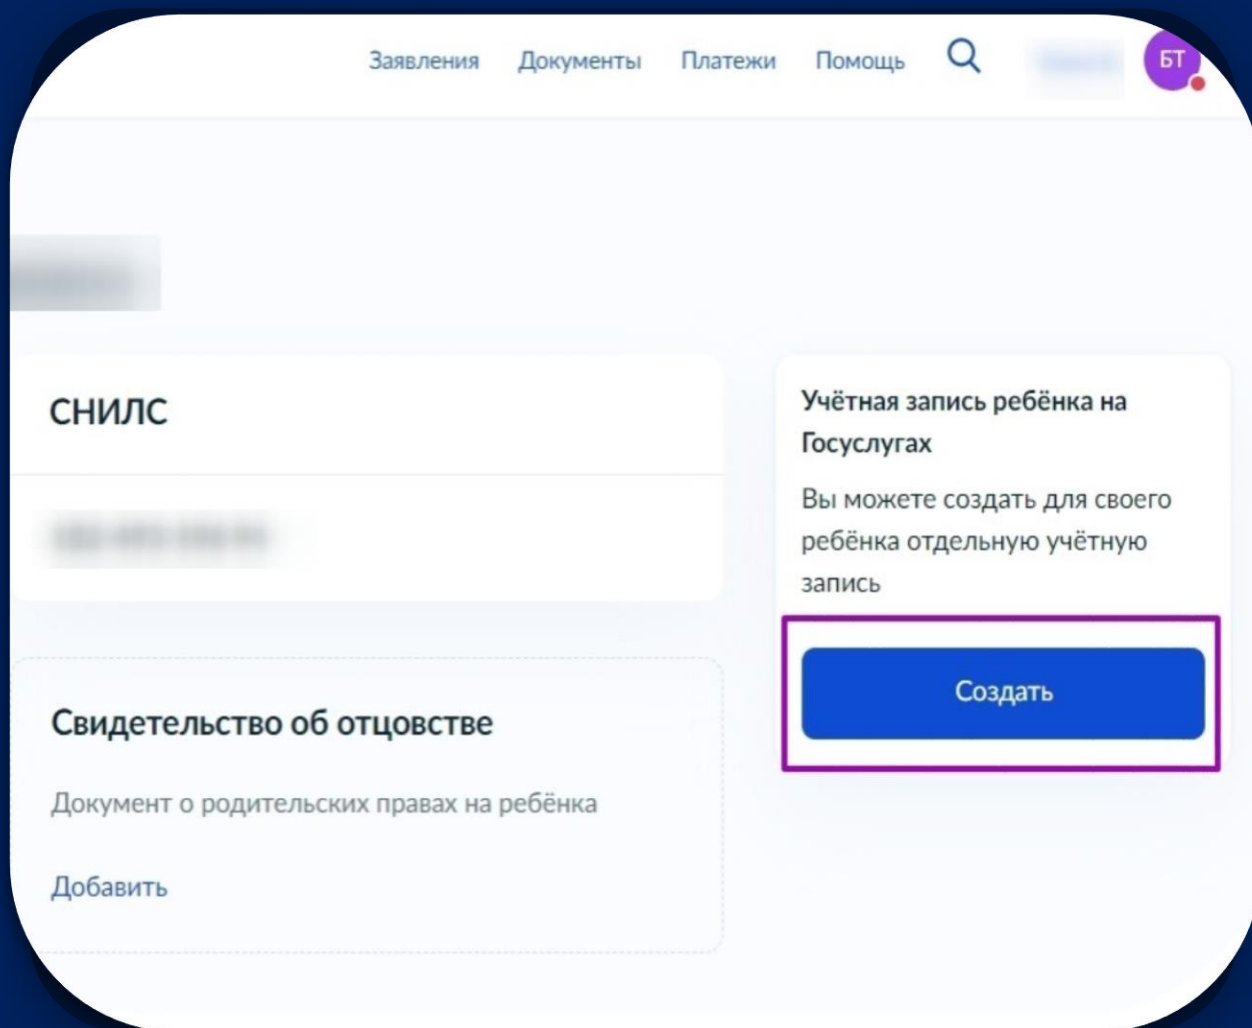 Заявления Документы Платежи Помощь БТ
СНИЛС
Свидетельство об отцовстве
Документ о родительских правах на ребёнка
Добавить
Учётная запись ребёнка на
Госуслугах
Вы можете создать для своего
ребёнка отдельную учётную
запись
Создать